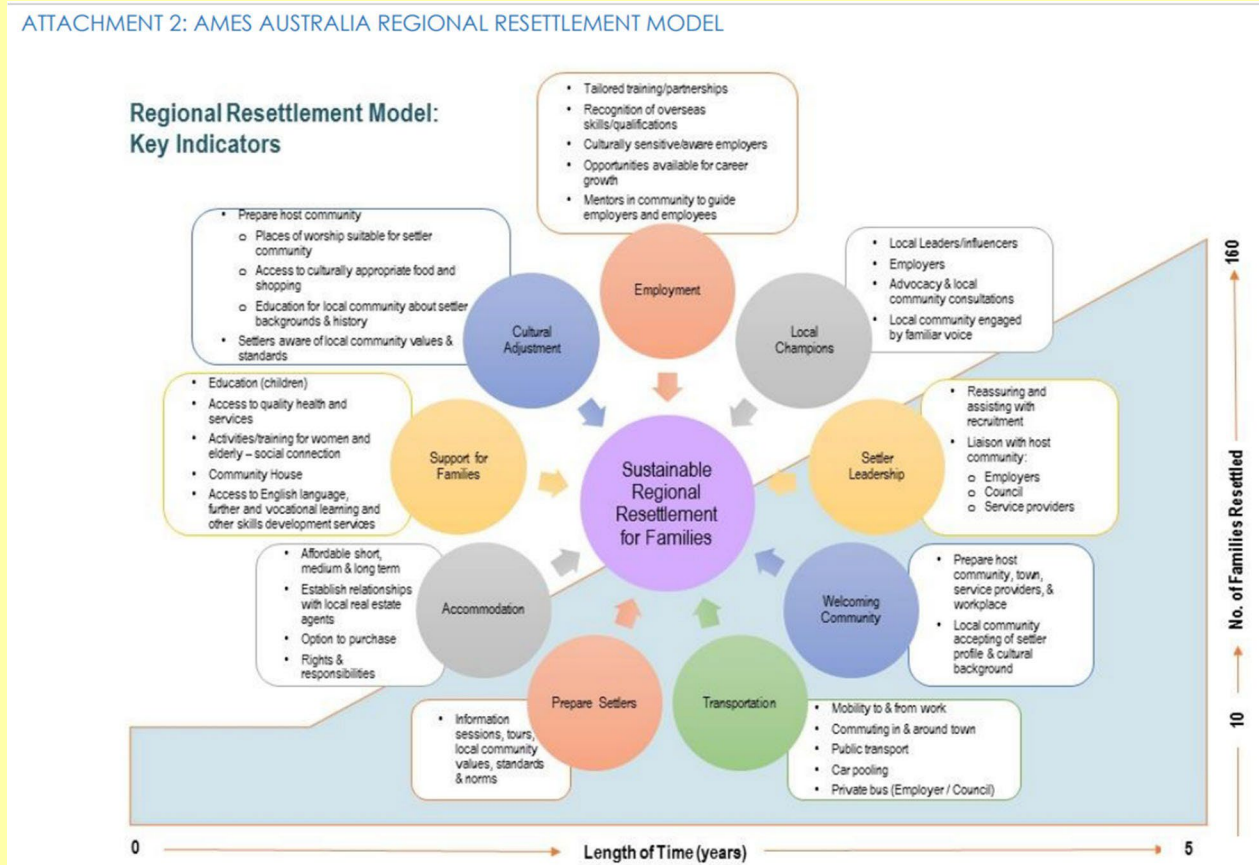 ATTACHMENT 2: AMES AUSTRALIA REGIONAL RESETTLEMENT MODEL
Regional Resettlement Model:
Key Indicators
• Tailored training/partnerships
• Recognition of overseas
skills/qualifications
• Culturally sensitive/aware employers
• Opportunities available for career
growth
• Mentors in community to guide
employers and employees
Employment
• Prepare host community
o Places of worship suitable for settler
community
o Access to culturally appropriate food and
shopping
o Education for local community about settler
backgrounds & history
• Settlers aware of local community values &
standards
Cultural
Adjustment
• Local Leaders/influencers
• Employers
• Advocacy & local
community consultations
• Local community engaged
by familiar voice
Local
Champions
• Education (children)
• Access to quality health and
services
• Activities/training for women and
elderly – social connection
• Community House
• Access to English language,
further and vocational learning and
other skills development services
Support for
Families
Sustainable
Regional
Resettlement
for Families
Settler
Leadership
• Reassuring and
assisting with
recruitment
• Liaison with host
community:
o Employers
o Council
o Service providers
• Affordable short,
medium & long term
• Establish relationships
with local real estate
agents
• Option to purchase
• Rights &
responsibilities
Accommodation
Welcoming
Community
• Prepare host
community, town,
service providers, &
workplace
• Local community
accepting of settler
profile & cultural
background
• Information
sessions, tours,
local community
values, standards
& norms
Prepare Settlers
Transportation
• Mobility to & from work
• Commuting in & around town
• Public transport
• Car pooling
• Private bus (Employer / Council)
160
No. of Families Resettled
10
0
Length of Time (years)
5